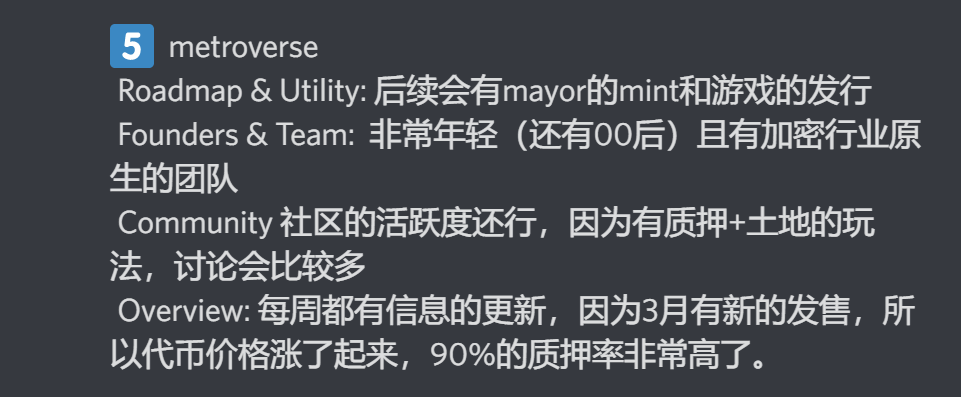 5 metroverse
Roadmap & Utility: 后续会有mayor的mint和游戏的发行
Founders & Team: 非常年轻（还有00后）且有加密行业原
生的团队
Community 社区的活跃度还行，因为有质押+土地的玩
法，讨论会比较多
Overview: 每周都有信息的更新，因为3月有新的发售，所
以代币价格涨了起来，90%的质押率非常高了。